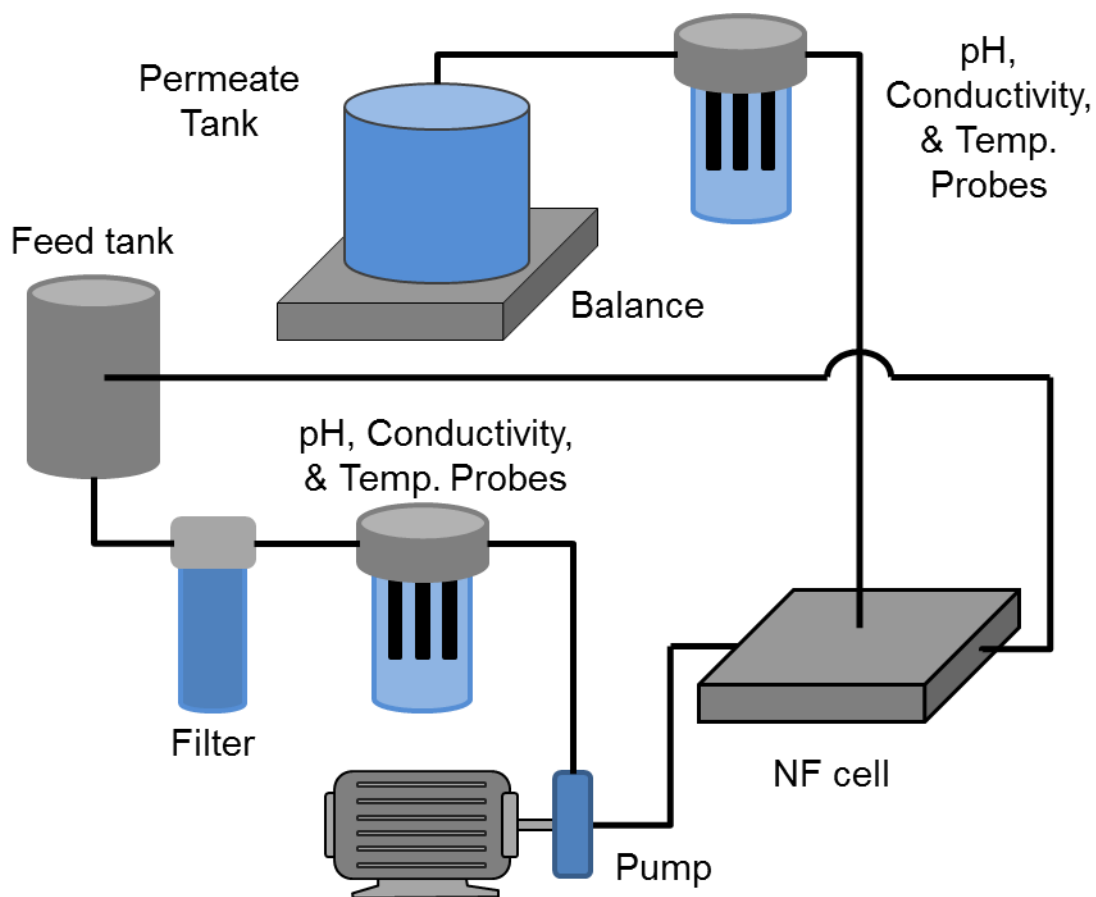 Permeate
Tank
pH,
Conductivity,
& Temp.
Probes
Feed tank
Balance
pH, Conductivity,
& Temp. Probes
Filter
NF cell
Pump